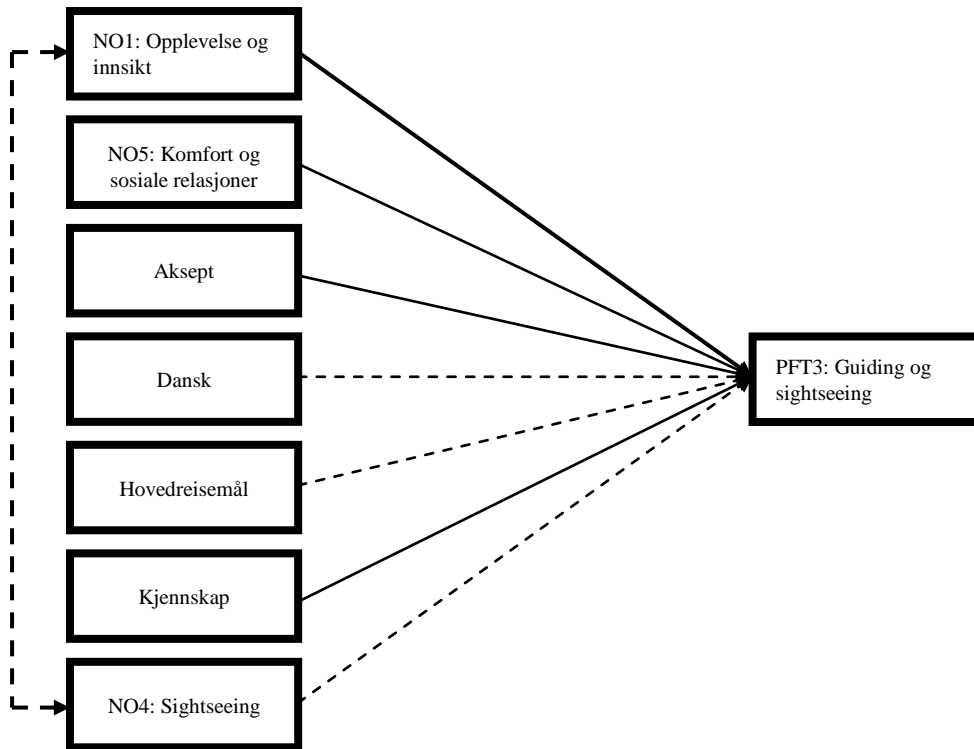 NO1: Opplevelse og
innsikt
NO5: Komfort og
sosiale relasjoner
Aksept
Dansk
Hovedreisemål
Kjennskap
NO4: Sightseeing
PFT3: Guiding og
sightseeing